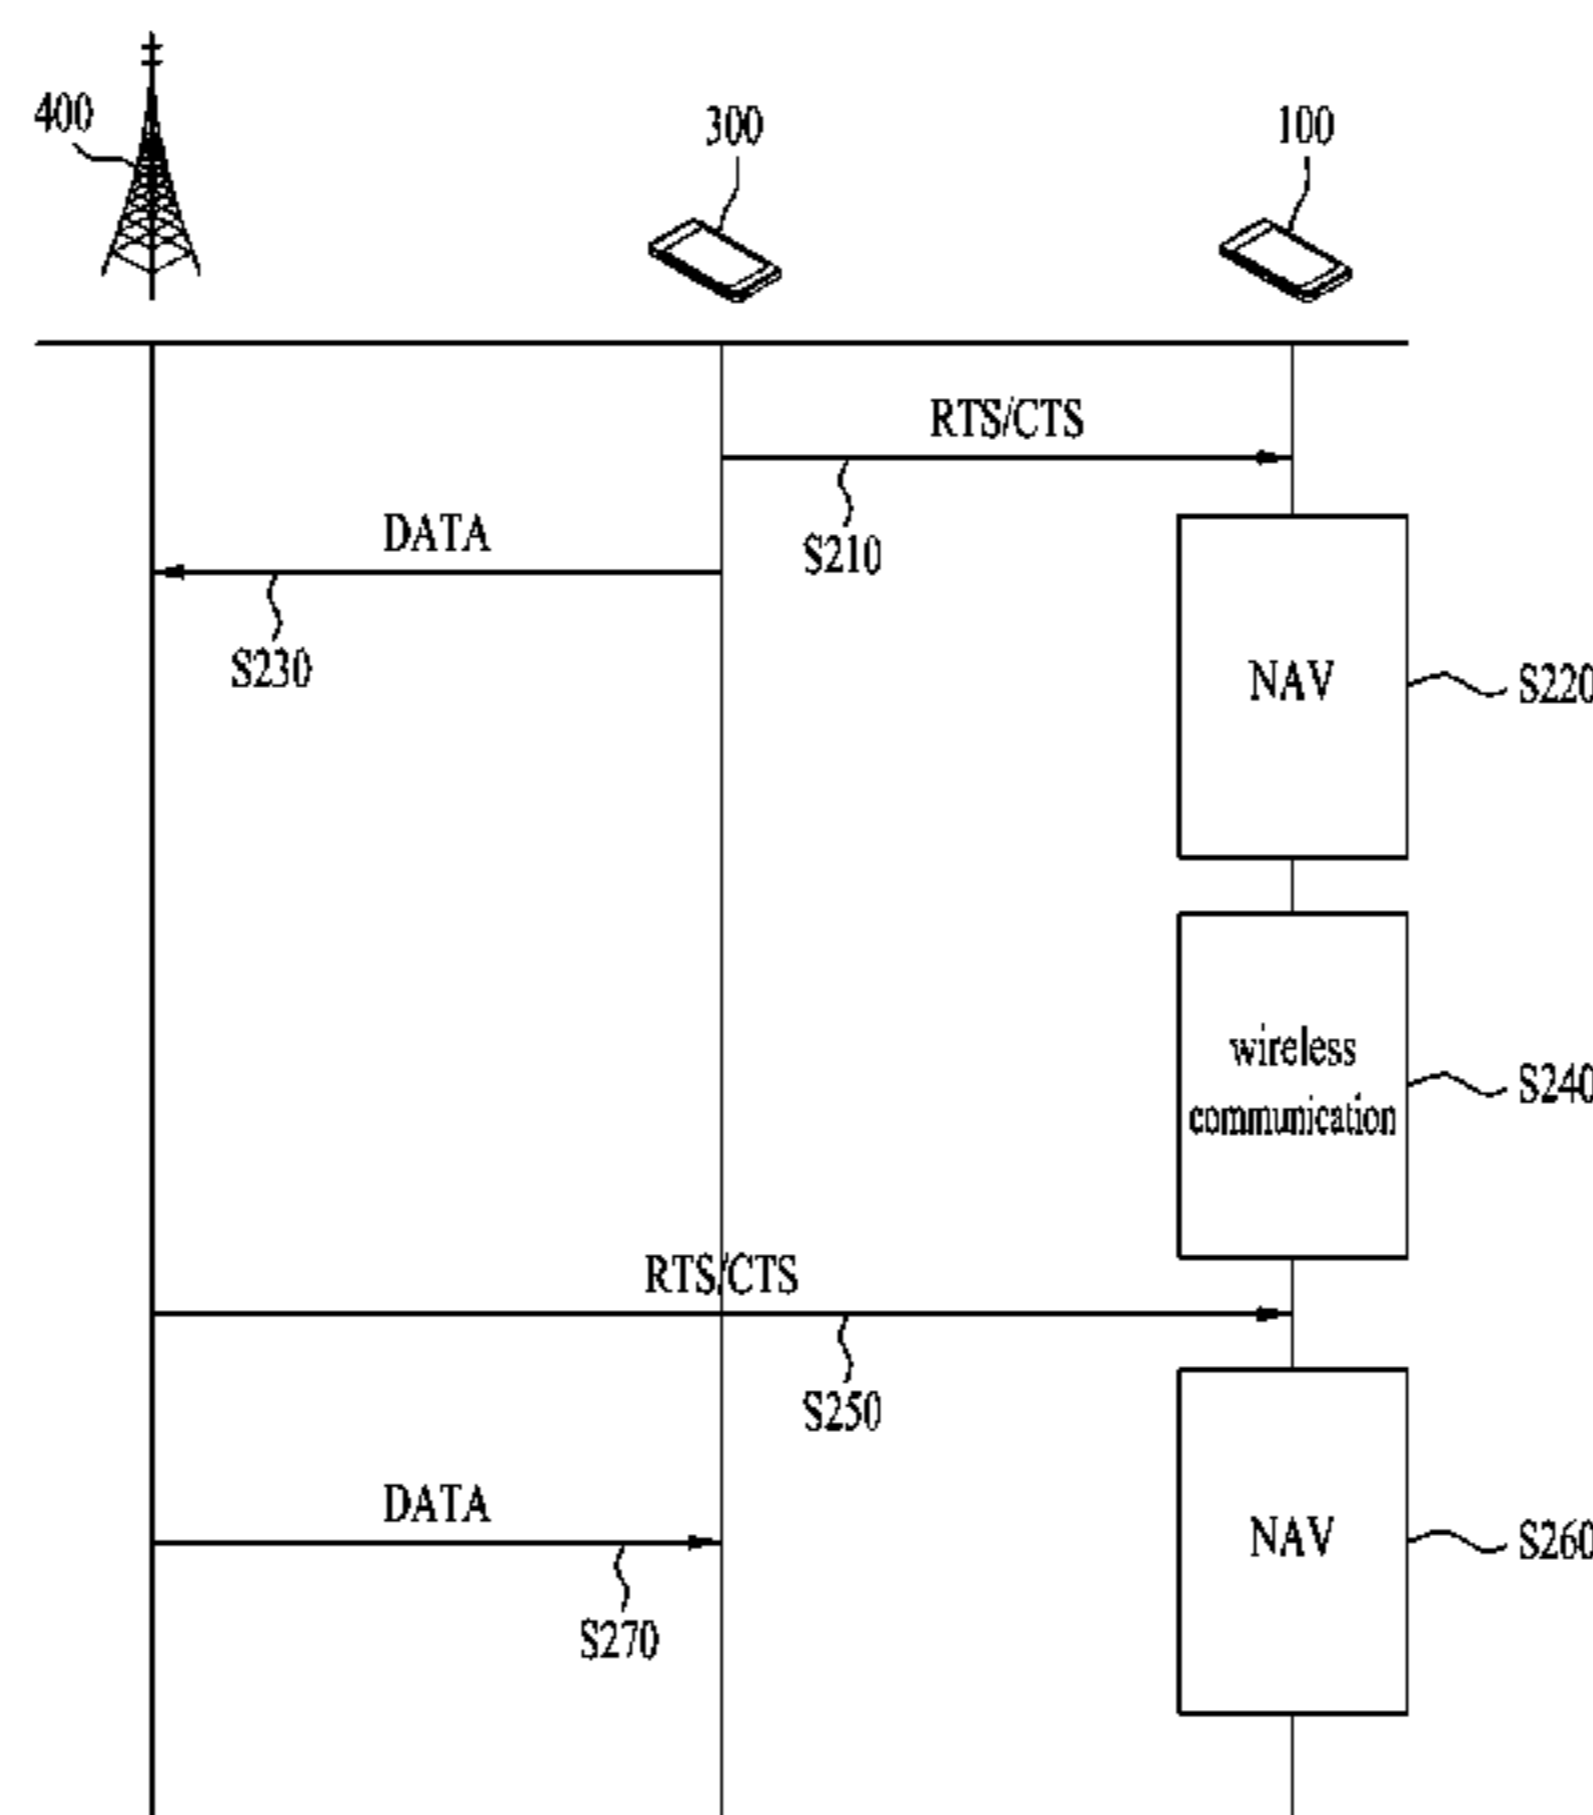 400
300
100
RTS/CTS
S210
DATA
S230
NAV
S220
wireless
communication
S240
RTS/CTS
S250
DATA
S270
NAV
S260